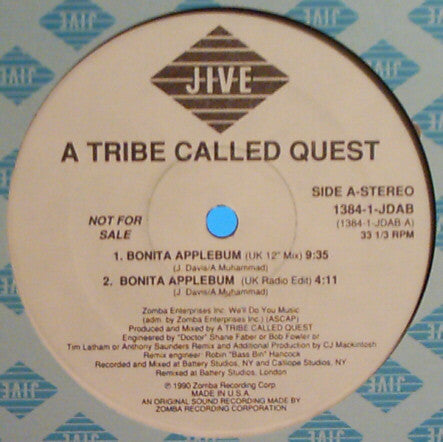 JIVE
A TRIBE CALLED QUEST
SIDE A-STEREO
1384-1-JDAB
(1384-1-JDAB A)
33 1/3 RPM
NOT FOR
SALE
1. BONITA APPLEBUM (UK 12" Mix) 9:35
(J. Davis/A.Muhammad)
2. BONITA APPLEBUM (UK Radio Edit) 4:11
(J. Davis/A.Muhammad)
Zomba Enterprises Inc. We'll Do You Music
(adm. by Zomba Enterprises Inc.) (ASCAP)
Produced and Mixed by A TRIBE CALLED QUEST
Engineered by "Doctor" Shane Faber or Bob Fowler or
Tim Latham or Anthony Saunders Remix and Additional Production by CJ Mackintosh
Remix engineer: Robin "Bass Bin" Hancock
Recorded and Mixed at Battery Studios, NY and Calliope Studios, NY
Remixed at Battery Studios, London
℗ 1990 Zomba Recording Corp.
MADE IN U.S.A
AN ORIGINAL SOUND RECORDING MADE BY
ZOMBA RECORDING CORPORATION